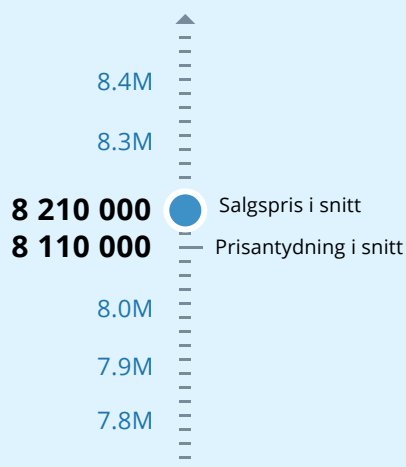 8.4M
8.3M
8 210 000 Salgspris i snitt
8 110 000 Prisantydning i snitt
8.0M
7.9M
7.8M